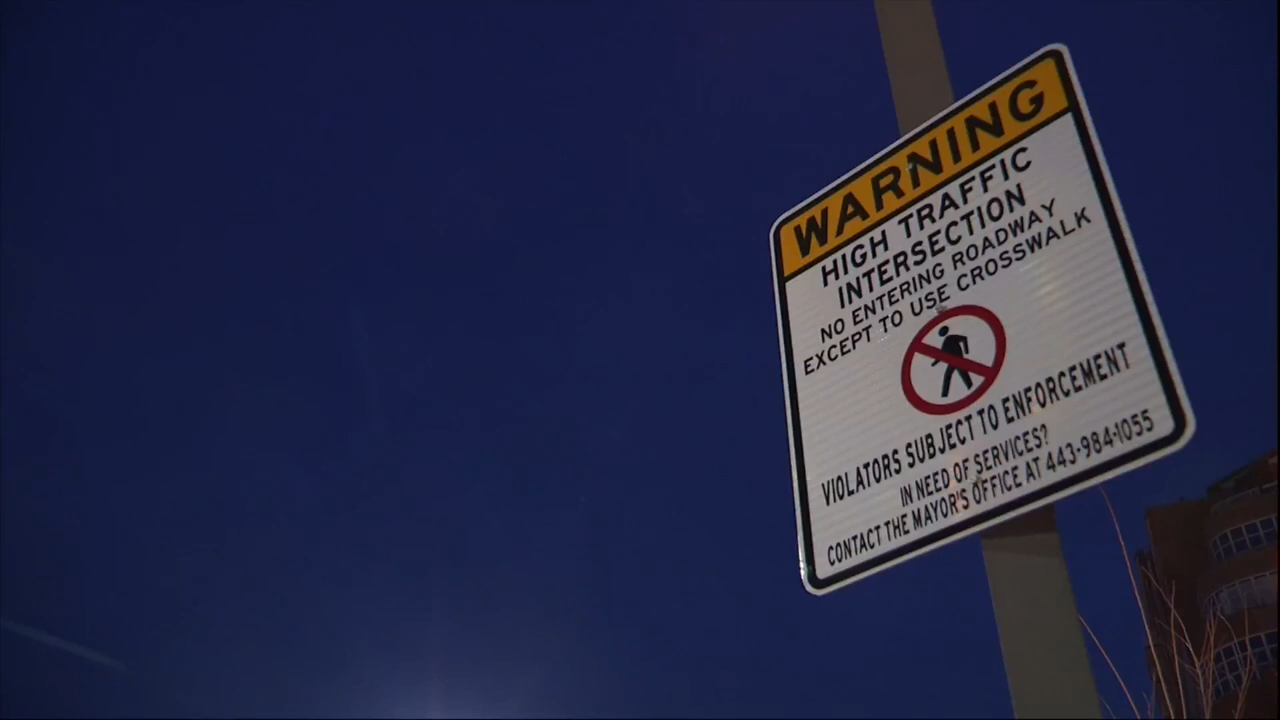 WARNING
HIGH TRAFFIC
INTERSECTION
NO ENTERING ROADWAY
EXCEPT TO USE CROSSWALK
VIOLATORS SUBJECT TO ENFORCEMENT
IN NEED OF SERVICES?
CONTACT THE MAYOR'S OFFICE AT 443-984-1055